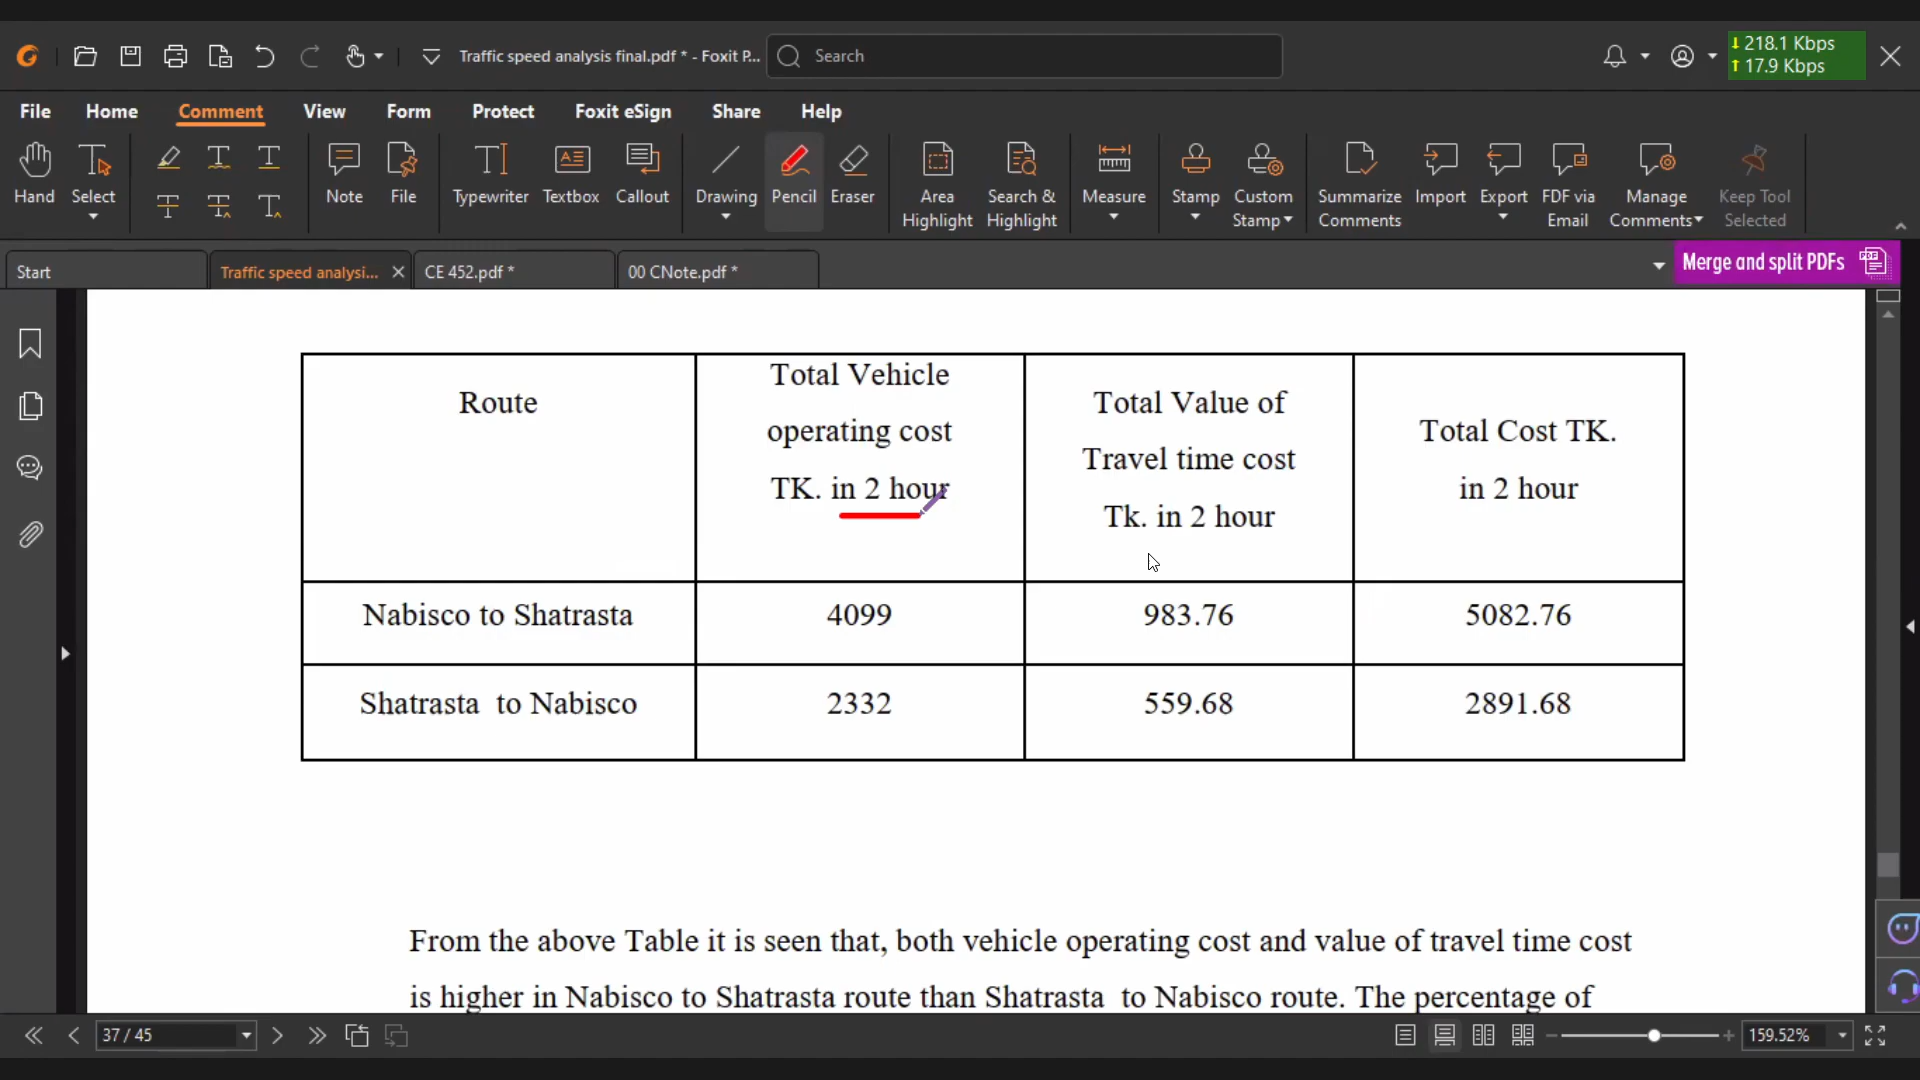 Traffic speed analysis final.pdf * - Foxit P...
Search
218.1 Kbps
17.9 Kbps
File Home Comment View Form Protect Foxit eSign Share Help
Hand Select Note File Typewriter Textbox Callout Drawing Pencil Eraser Area Highlight Search & Highlight Measure Stamp Custom Stamp Summarize Comments Import Export FDF via Email Manage Comments Keep Tool Selected
Start Traffic speed analysi... CE 452.pdf * 00 CNote.pdf *
Merge and split PDFs
Route
Total Vehicle
operating cost
TK. in 2 hour
Total Value of
Travel time cost
Tk. in 2 hour
Total Cost TK.
in 2 hour
Nabisco to Shatrasta 4099 983.76 5082.76
Shatrasta to Nabisco 2332 559.68 2891.68
From the above Table it is seen that, both vehicle operating cost and value of travel time cost
is higher in Nabisco to Shatrasta route than Shatrasta to Nabisco route. The percentage of
37 / 45
159.52%